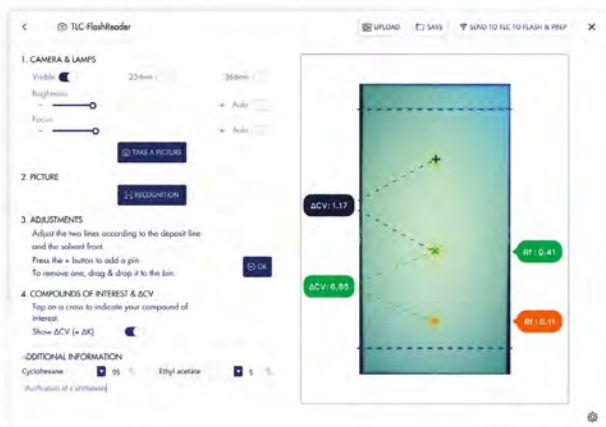 TLC-FlashReader
UPLOAD
SAVE
SEND TO TLC TO FLASH & PREP
1. CAMERA & LAMPS
Visible
254nm
366nm
Brightness
- + Auto
Focus
- + Auto
TAKE A PICTURE
2. PICTURE
RECOGNITION
3. ADJUSTMENTS
Adjust the two lines according to the deposit line
and the solvent front.
Press the + button to add a pin
To remove one, drag & drop it to the bin.
OK
4. COMPOUNDS OF INTEREST & ΔCV
Tap on a cross to indicate your compound of
interest.
Show ΔCV (= ΔK)
ADDITIONAL INFORMATION
Cyclohexane 95 % Ethyl acetate 5 %
Purification of
ΔCV: 1.17
ΔCV: 6.65
Rf : 0.41
Rf : 0.11